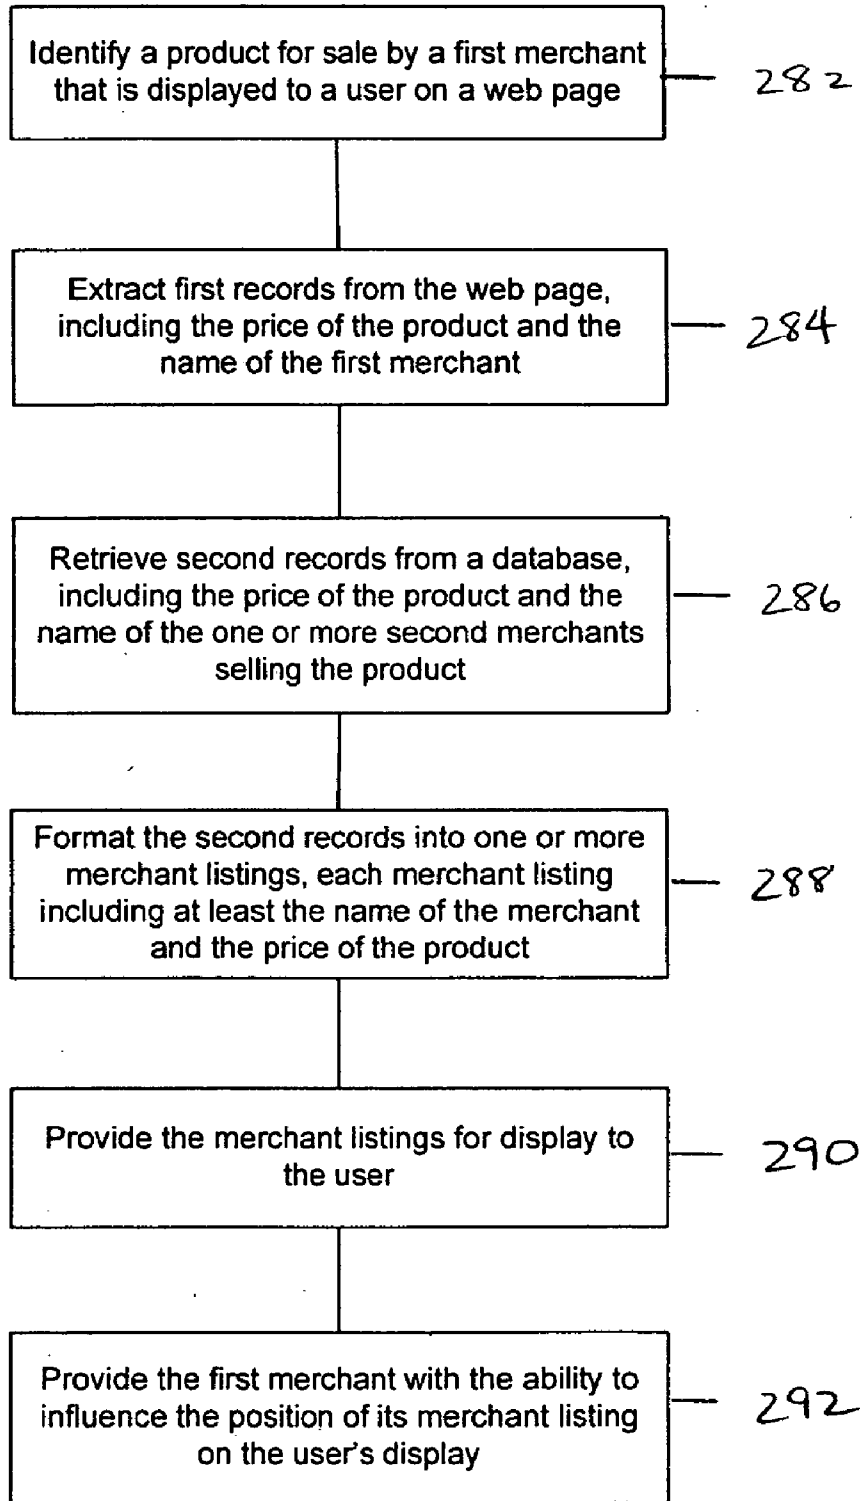 Identify a product for sale by a first merchant
that is displayed to a user on a web page
282
Extract first records from the web page,
including the price of the product and the
name of the first merchant
284
Retrieve second records from a database,
including the price of the product and the
name of the one or more second merchants
selling the product
286
Format the second records into one or more
merchant listings, each merchant listing
including at least the name of the merchant
and the price of the product
288
Provide the merchant listings for display to
the user
290
Provide the first merchant with the ability to
influence the position of its merchant listing
on the user's display
292